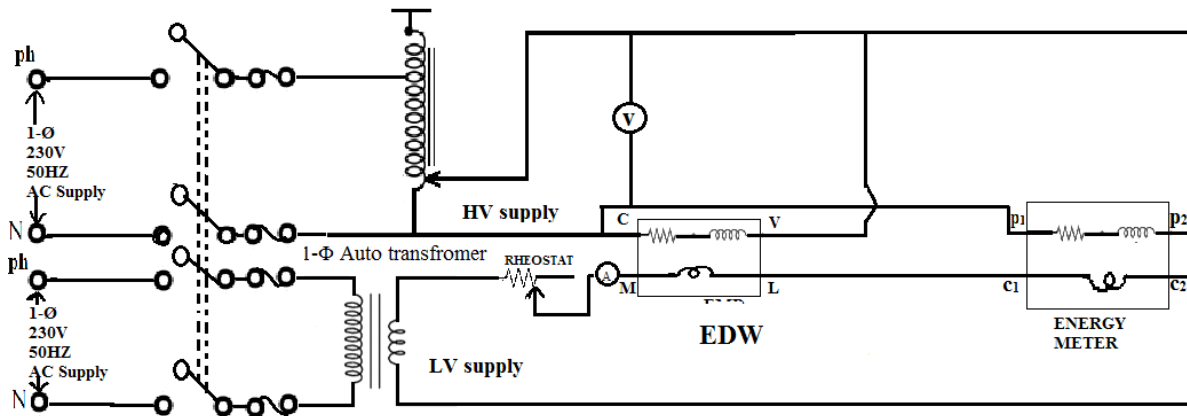 ph
1-Ø
230V
50HZ
AC Supply
N
V
HV supply
1-Φ Auto transfromer
C
V
p1
p2
ph
1-Ø
230V
50HZ
AC Supply
N
RHEOSTAT
A
M
L
c1
c2
EDW
LV supply
ENERGY
METER